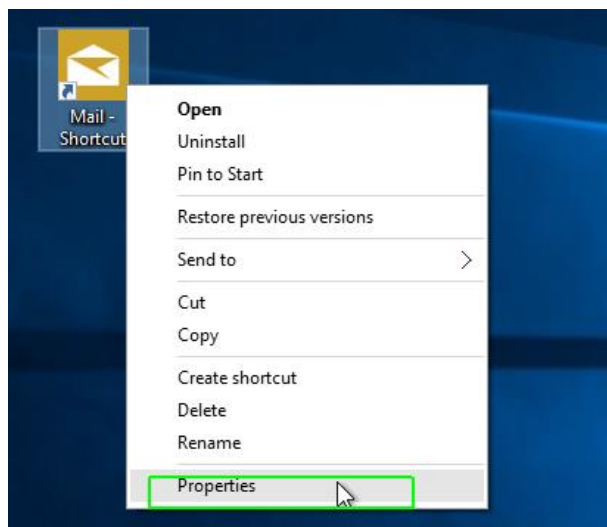 Mail -
Shortcut
Open
Uninstall
Pin to Start
Restore previous versions
Send to
Cut
Copy
Create shortcut
Delete
Rename
Properties